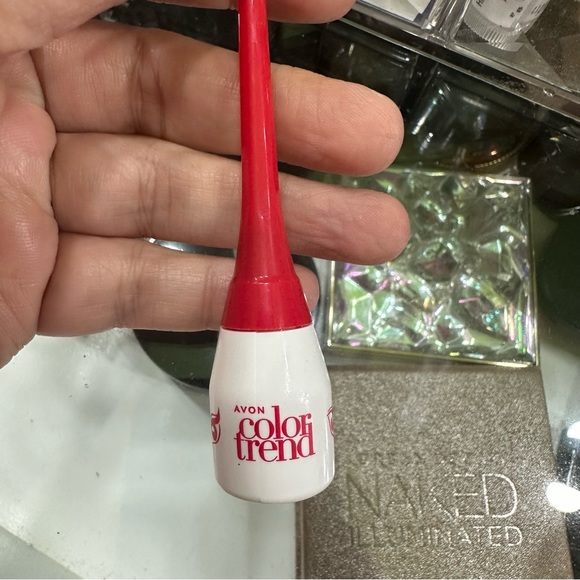 AVON
color
trend
NAKED
ILLUMINATED